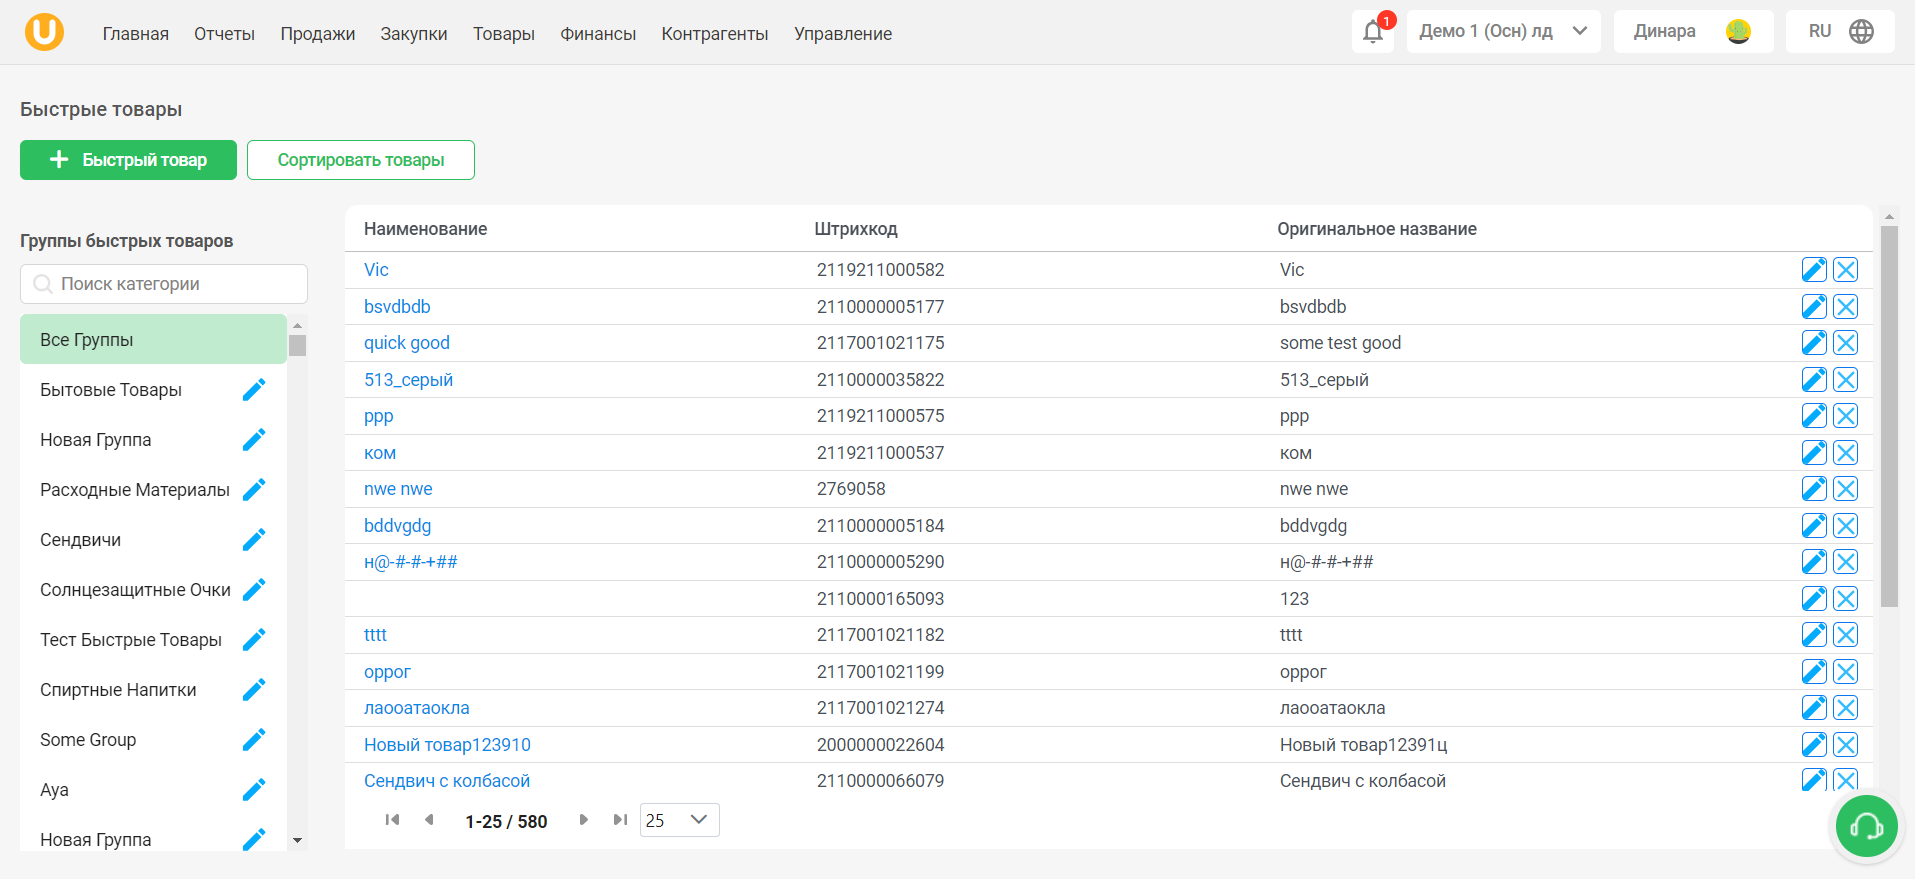 Главная Отчеты Продажи Закупки Товары Финансы Контрагенты Управление 1 Демо 1 (Осн) лд Динара RU
Быстрые товары
Быстрый товар Сортировать товары
Группы быстрых товаров
Поиск категории
Все Группы
Бытовые Товары
Новая Группа
Расходные Материалы
Сендвичи
Солнцезащитные Очки
Тест Быстрые Товары
Спиртные Напитки
Some Group
Ауа
Новая Группа
Наименование Штрихкод Оригинальное название
Vic 2119211000582 Vic
bsvdbdb 2110000005177 bsvdbdb
quick good 2117001021175 some test good
513_серый 2110000035822 513_серый
ppp 2119211000575 ppp
ком 2119211000537 ком
nwe nwe 2769058 nwe nwe
bddvgdg 2110000005184 bddvgdg
н@-#-#-+## 2110000005290 н@-#-#-+##
2110000165093 123
tttt 2117001021182 tttt
оррог 2117001021199 оррог
лаооатаокла 2117001021274 лаооатаокла
Новый товар123910 2000000022604 Новый товар12391ц
Сендвич с колбасой 2110000066079 Сендвич с колбасой
1-25 / 580 25